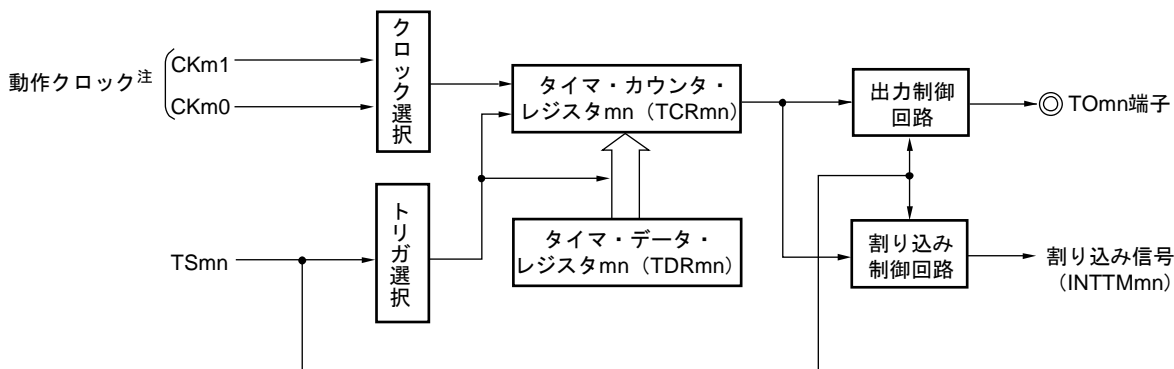 動作クロック注
CKm1
CKm0
クロック選択
タイマ・カウンタ・
レジスタmn（TCRmn）
出力制御
回路
TOmn端子
TSmn
トリガ選択
タイマ・データ・
レジスタmn（TDRmn）
割り込み
制御回路
割り込み信号
（INTTMmn）